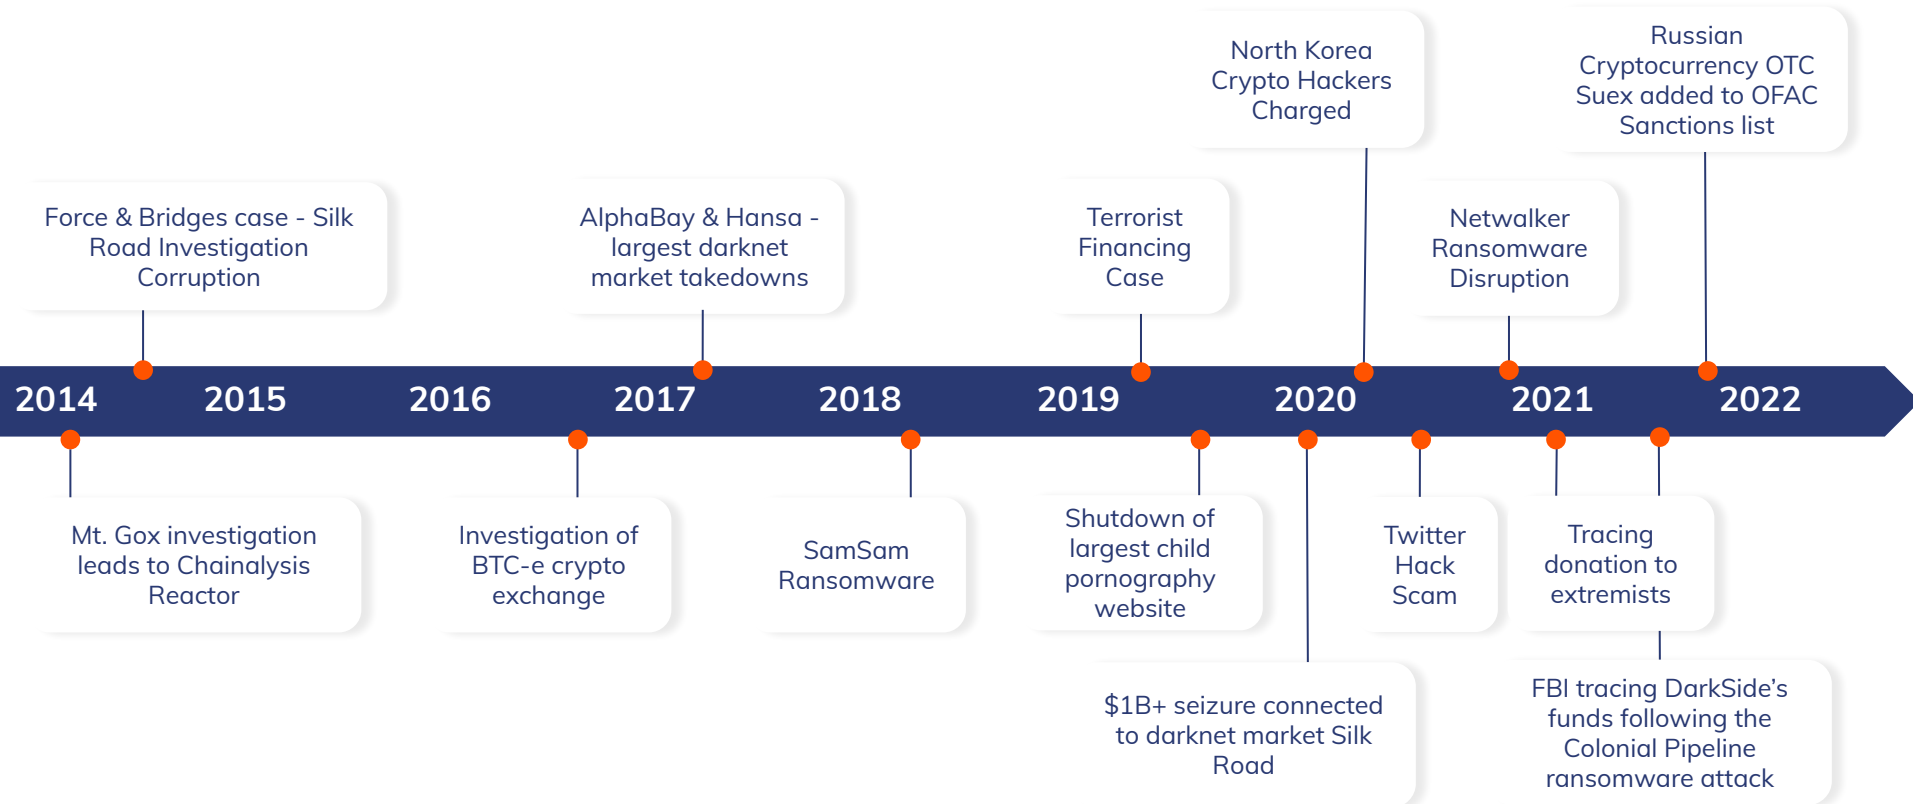 North Korea
Crypto Hackers
Charged
Russian
Cryptocurrency OTC
Suex added to OFAC
Sanctions list
Force & Bridges case - Silk
Road Investigation
Corruption
AlphaBay & Hansa -
largest darknet
market takedowns
Terrorist
Financing
Case
Netwalker
Ransomware
Disruption
2014 2015 2016 2017 2018 2019 2020 2021 2022
Mt. Gox investigation
leads to Chainalysis
Reactor
Investigation of
BTC-e crypto
exchange
SamSam
Ransomware
Shutdown of
largest child
pornography
website
Twitter
Hack
Scam
Tracing
donation to
extremists
$1B+ seizure connected
to darknet market Silk
Road
FBI tracing DarkSide’s
funds following the
Colonial Pipeline
ransomware attack